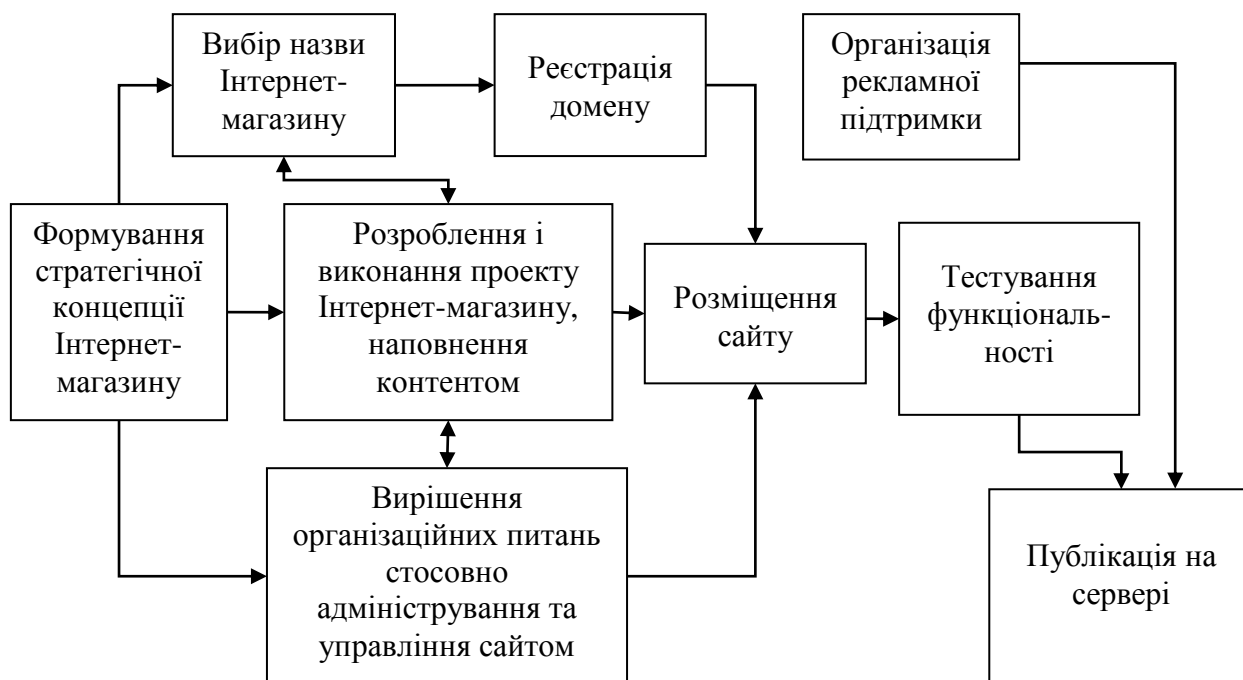 Вибір назви
Інтернет-
магазину
Реєстрація
домену
Організація
рекламної
підтримки
Формування
стратегічної
концепції
Інтернет-
магазину
Розроблення і
виконання проекту
Інтернет-магазину,
наповнення
контентом
Розміщення
сайту
Тестування
функціональ-
ності
Вирішення
організаційних питань
стосовно
адміністрування та
управління сайтом
Публікація на
сервері